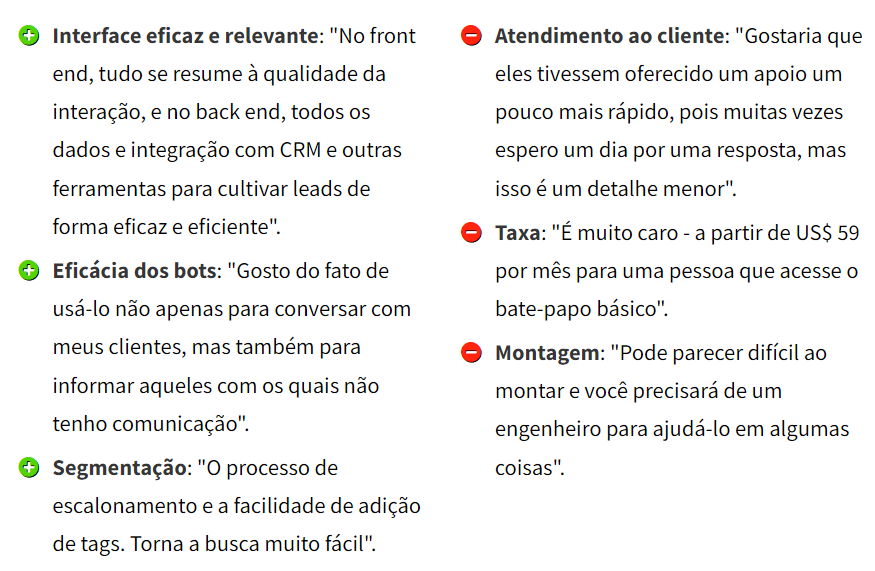 Interface eficaz e relevante: "No front
end, tudo se resume à qualidade da
interação, e no back end, todos os
dados e integração com CRM e outras
ferramentas para cultivar leads de
forma eficaz e eficiente".
Eficácia dos bots: "Gosto do fato de
usá-lo não apenas para conversar com
meus clientes, mas também para
informar aqueles com os quais não
tenho comunicação".
Segmentação: "O processo de
escalonamento e a facilidade de adição
de tags. Torna a busca muito fácil".
Atendimento ao cliente: "Gostaria que
eles tivessem oferecido um apoio um
pouco mais rápido, pois muitas vezes
espero um dia por uma resposta, mas
isso é um detalhe menor".
Taxa: "É muito caro - a partir de US$ 59
por mês para uma pessoa que acesse o
bate-papo básico".
Montagem: "Pode parecer difícil ao
montar e você precisará de um
engenheiro para ajudá-lo em algumas
coisas".